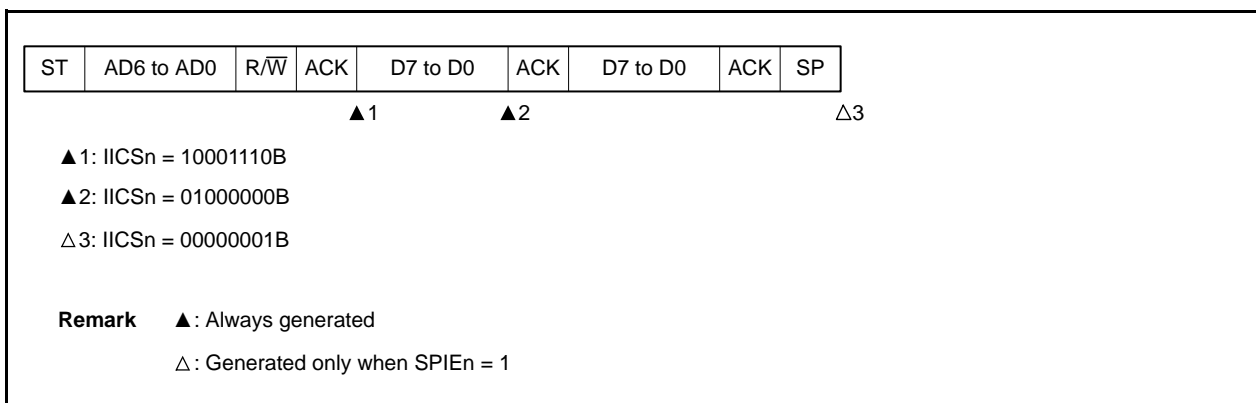 ST AD6 to AD0 R/W̅ ACK D7 to D0 ACK D7 to D0 ACK SP
▲1 ▲2 △3
▲1: IICSn = 10001110B
▲2: IICSn = 01000000B
△3: IICSn = 00000001B
Remark ▲: Always generated
△: Generated only when SPIEn = 1